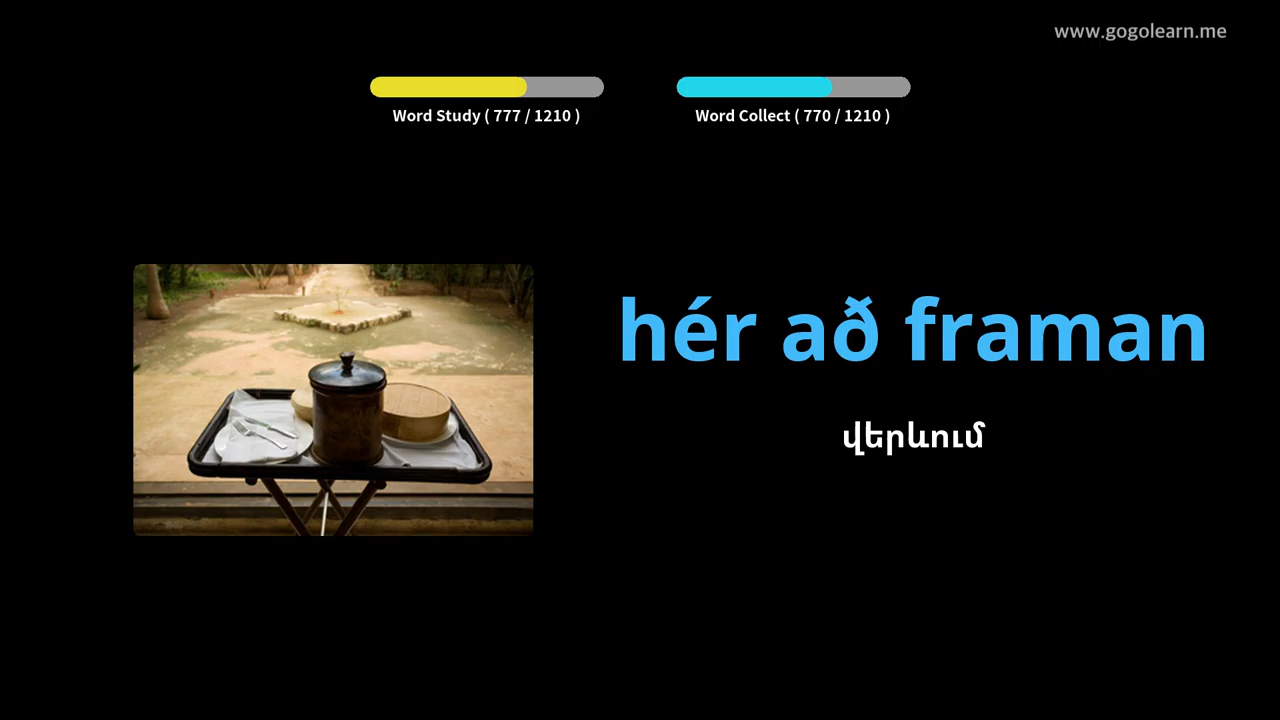 www.gogolearn.me
Word Study ( 777 / 1210 )
Word Collect ( 770 / 1210 )
hér að framan
վերևում